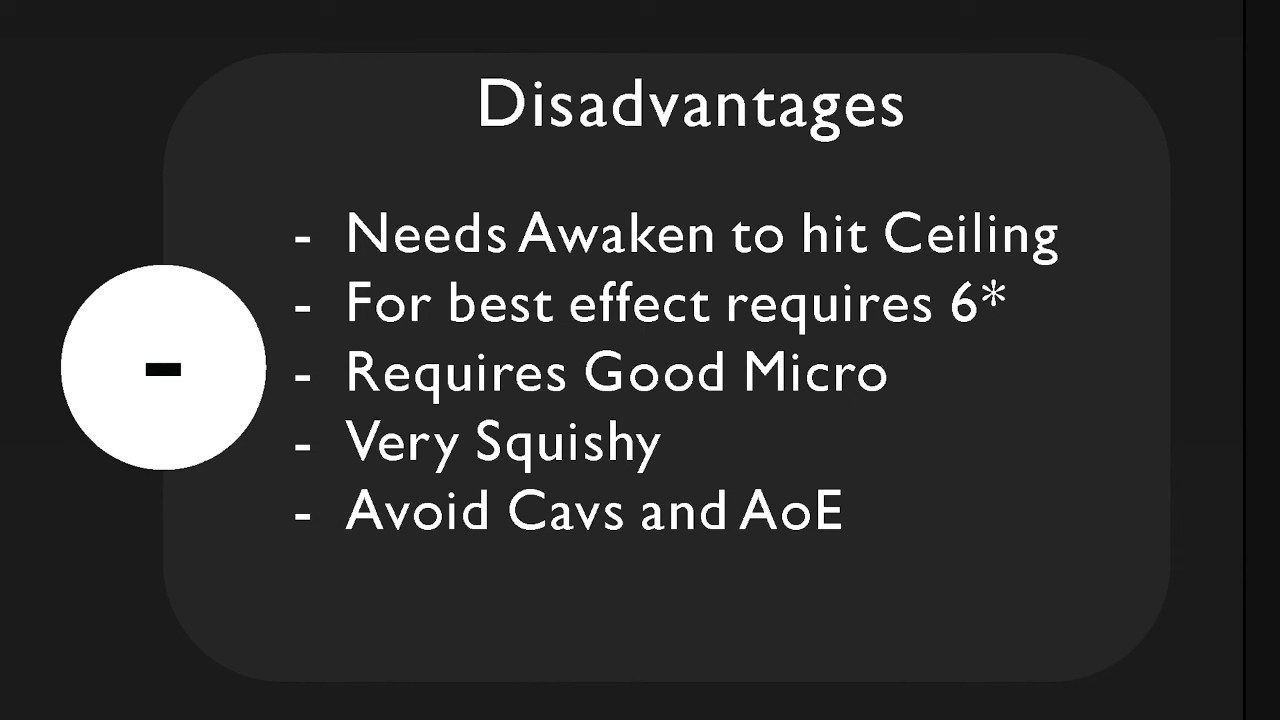 Disadvantages
- Needs Awaken to hit Ceiling
- For best effect requires 6*
- Requires Good Micro
- Very Squishy
- Avoid Cavs and AoE
-